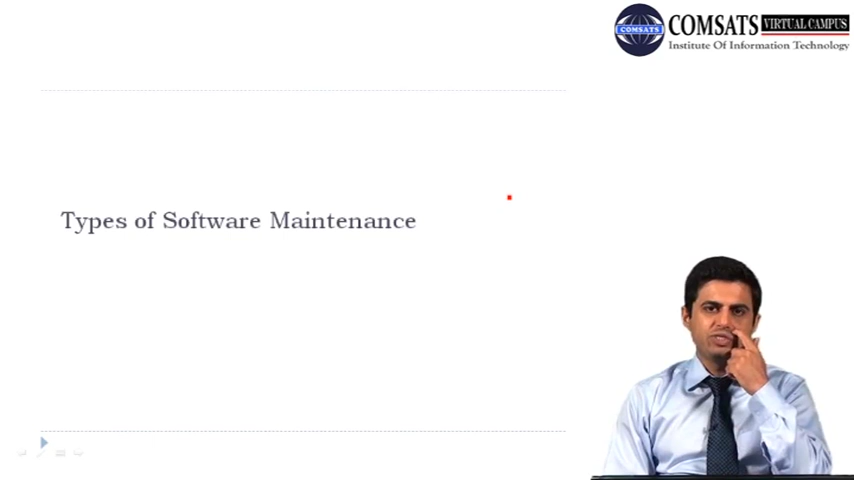 COMSATS VIRTUAL CAMPUS
COMSATS
Institute Of Information Technology
Types of Software Maintenance